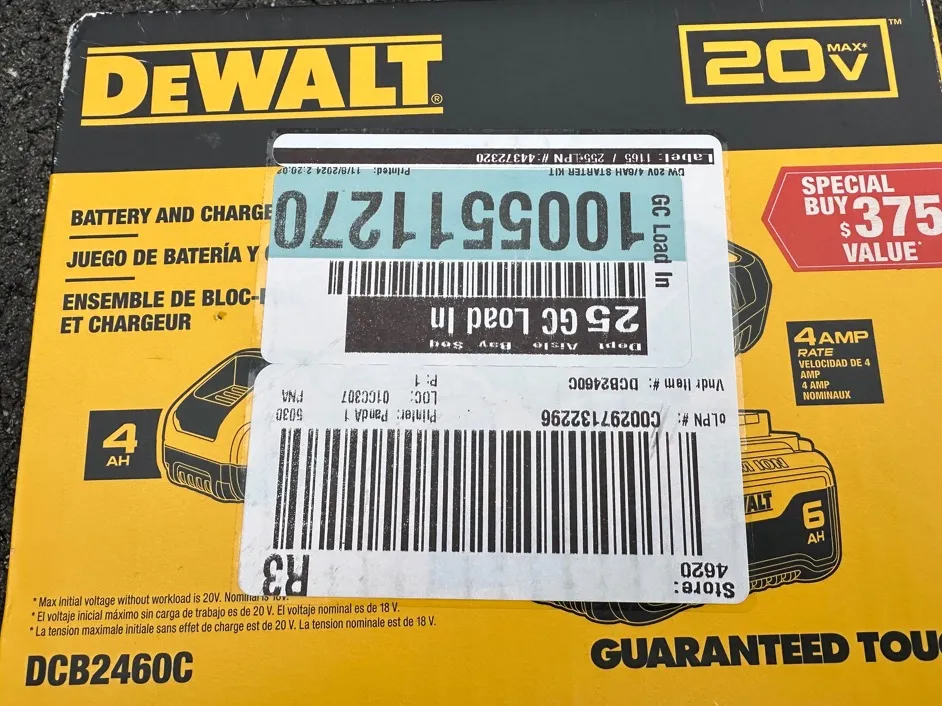 DEWALT®
20V MAX*
™
BATTERY AND CHARGE
JUEGO DE BATERÍA Y
ENSEMBLE DE BLOC-
ET CHARGEUR
SPECIAL
BUY $375
VALUE*
4 AMP
RATE
VELOCIDAD DE 4
AMP
4 AMP
NOMINAUX
4
AH
6
AH
Store:
4620
R3
oLPN #: C00297132296
Printer: PandA 1
5030
Vndr Item #: DCB2460C
LOC: 01CC307
FNA
P: 1
Dept Aisle Bay Seq
25 GC Load In
GC Load In
1005511270
DW 20V 4/6AH STARTER KIT
Printed: 11/8/2024 2:20:02
Label: 1165 / 255 LPN #:44372320
* Max initial voltage without workload is 20V. Nominal is 18V.
* El voltaje inicial máximo sin carga de trabajo es de 20 V. El voltaje nominal es de 18 V.
* La tension maximale initiale sans effet de charge est de 20 V. La tension nominale est de 18 V.
DCB2460C
GUARANTEED TOU